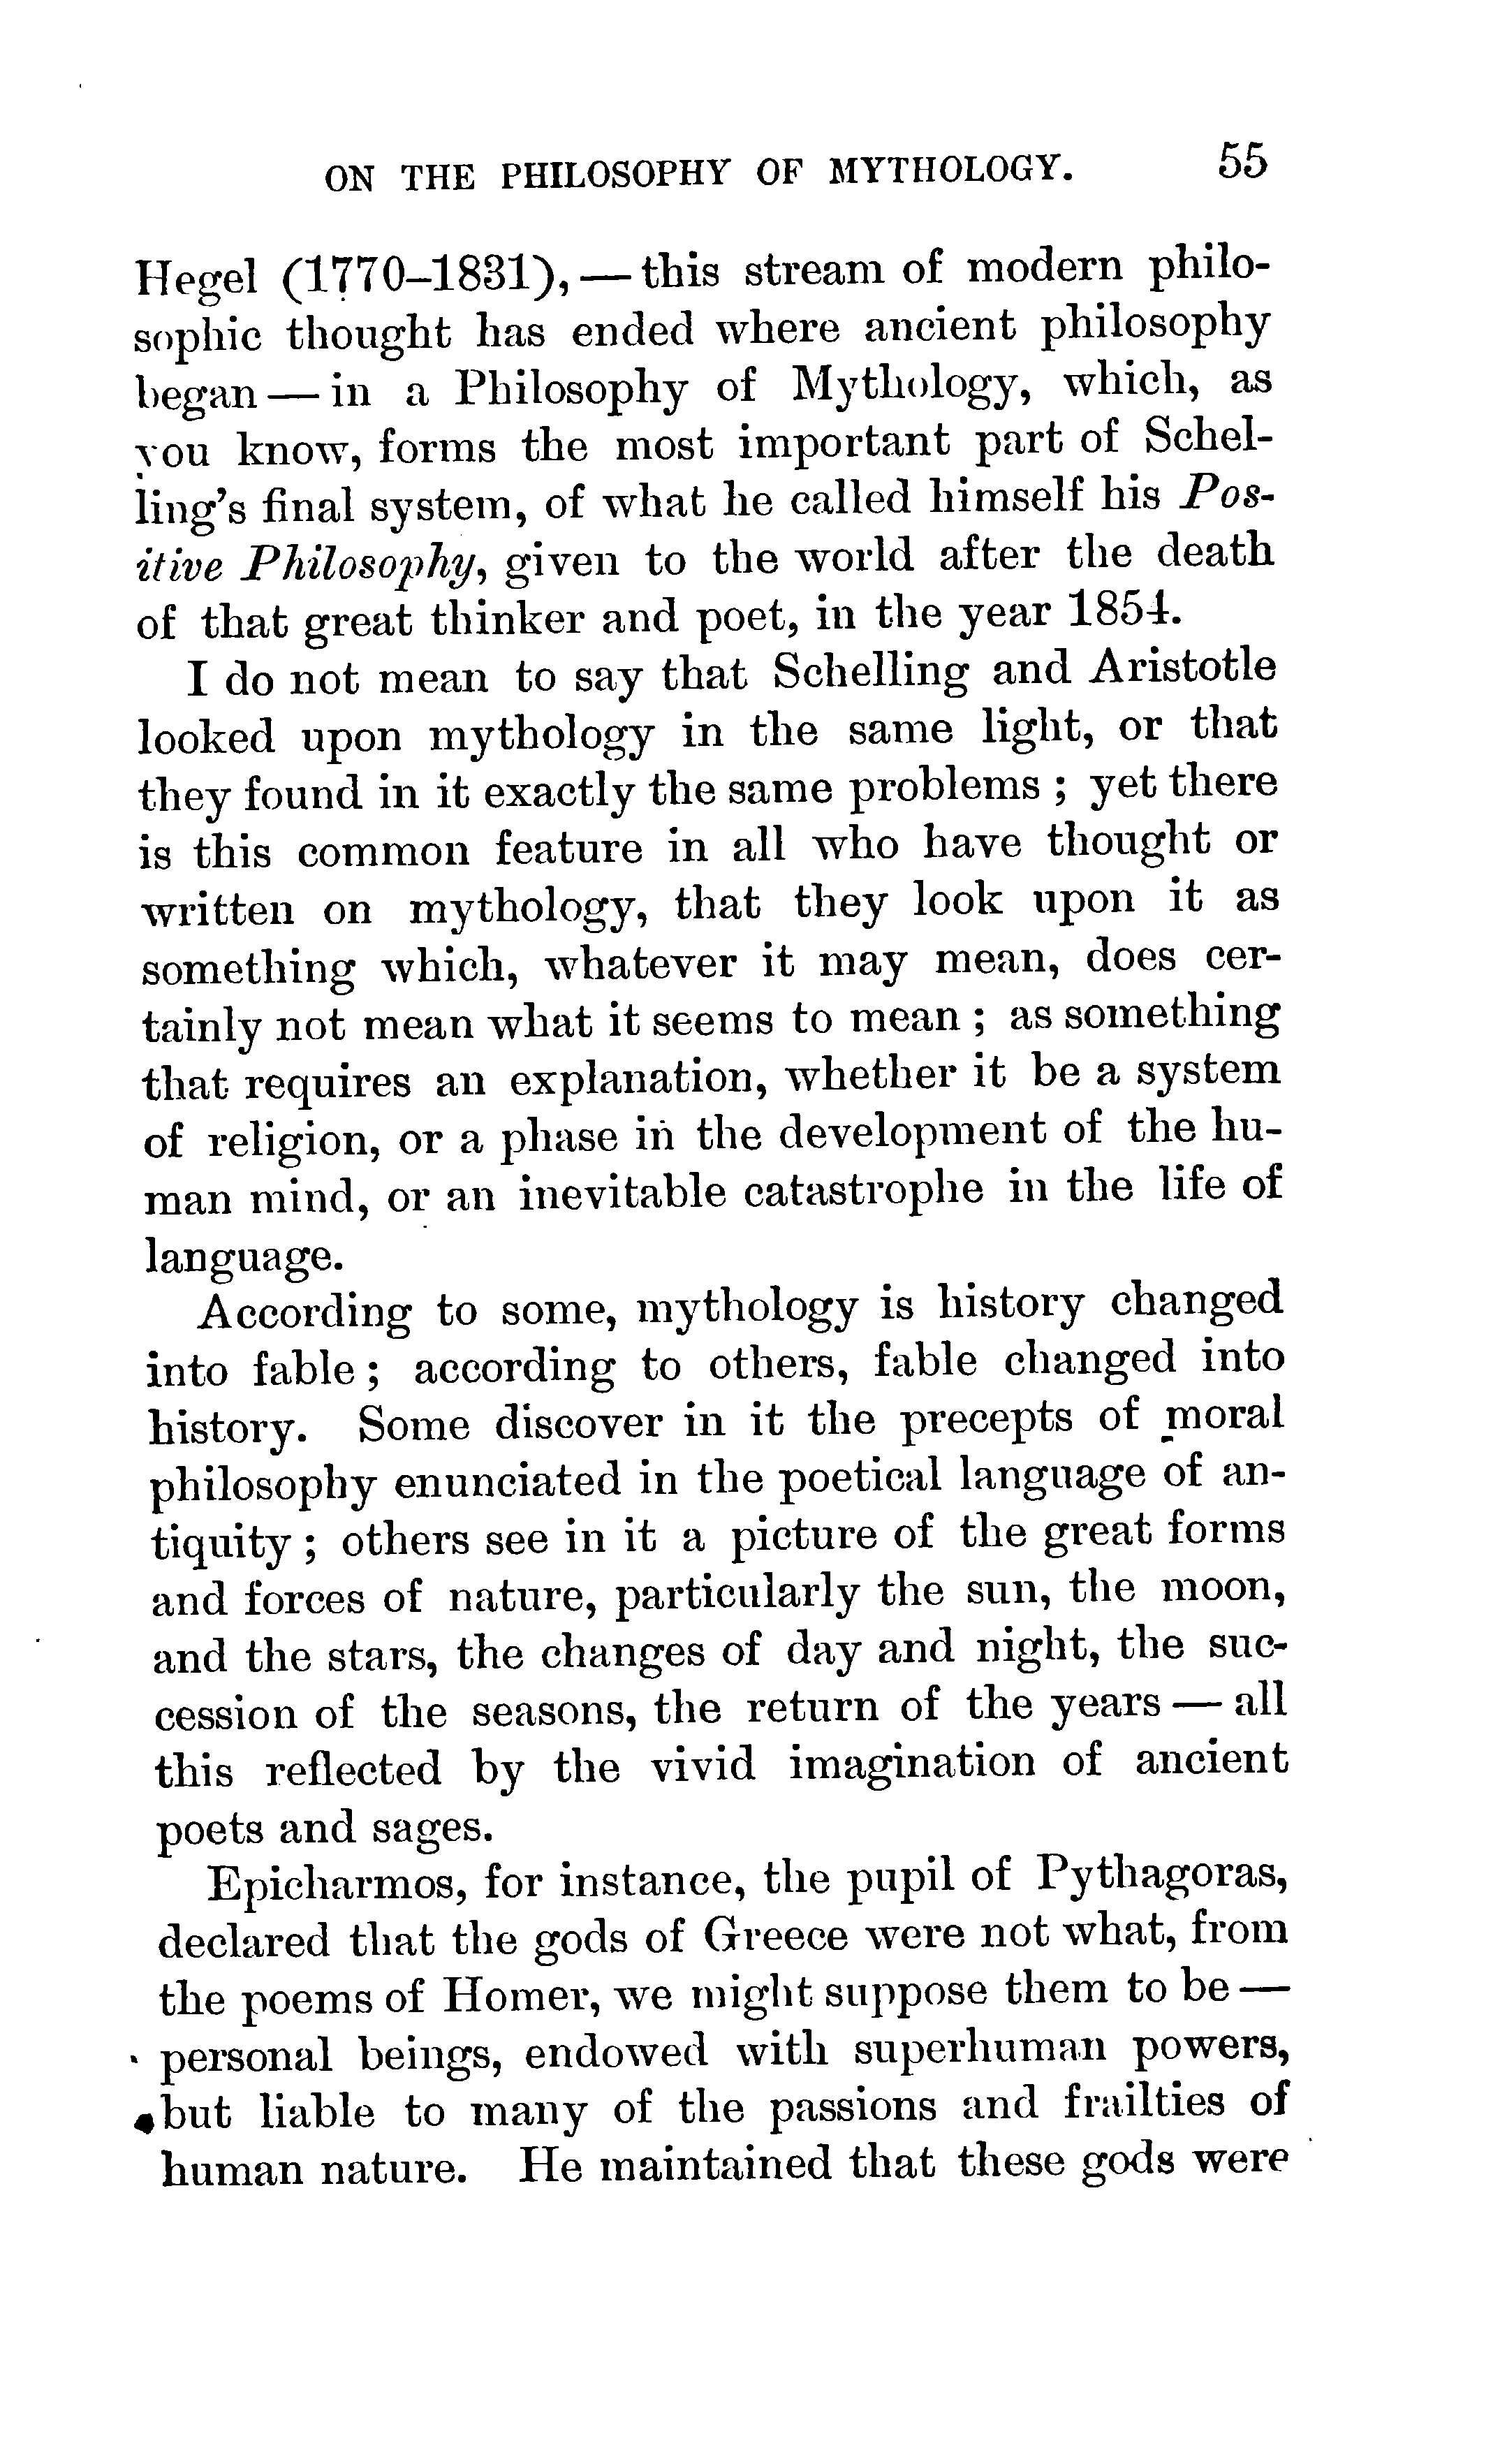 ON THE PHILOSOPHY OF MYTHOLOGY. 55
Hegel (1770–1831),—this stream of modern philo-
sophic thought has ended where ancient philosophy
began—in a Philosophy of Mythology, which, as
you know, forms the most important part of Schel-
ling's final system, of what he called himself his Pos-
itive Philosophy, given to the world after the death
of that great thinker and poet, in the year 1854.
I do not mean to say that Schelling and Aristotle
looked upon mythology in the same light, or that
they found in it exactly the same problems; yet there
is this common feature in all who have thought or
written on mythology, that they look upon it as
something which, whatever it may mean, does cer-
tainly not mean what it seems to mean; as something
that requires an explanation, whether it be a system
of religion, or a phase in the development of the hu-
man mind, or an inevitable catastrophe in the life of
language.
According to some, mythology is history changed
into fable; according to others, fable changed into
history. Some discover in it the precepts of moral
philosophy enunciated in the poetical language of an-
tiquity; others see in it a picture of the great forms
and forces of nature, particularly the sun, the moon,
and the stars, the changes of day and night, the suc-
cession of the seasons, the return of the years—all
this reflected by the vivid imagination of ancient
poets and sages.
Epicharmos, for instance, the pupil of Pythagoras,
declared that the gods of Greece were not what, from
the poems of Homer, we might suppose them to be—
personal beings, endowed with superhuman powers,
but liable to many of the passions and frailties of
human nature. He maintained that these gods were